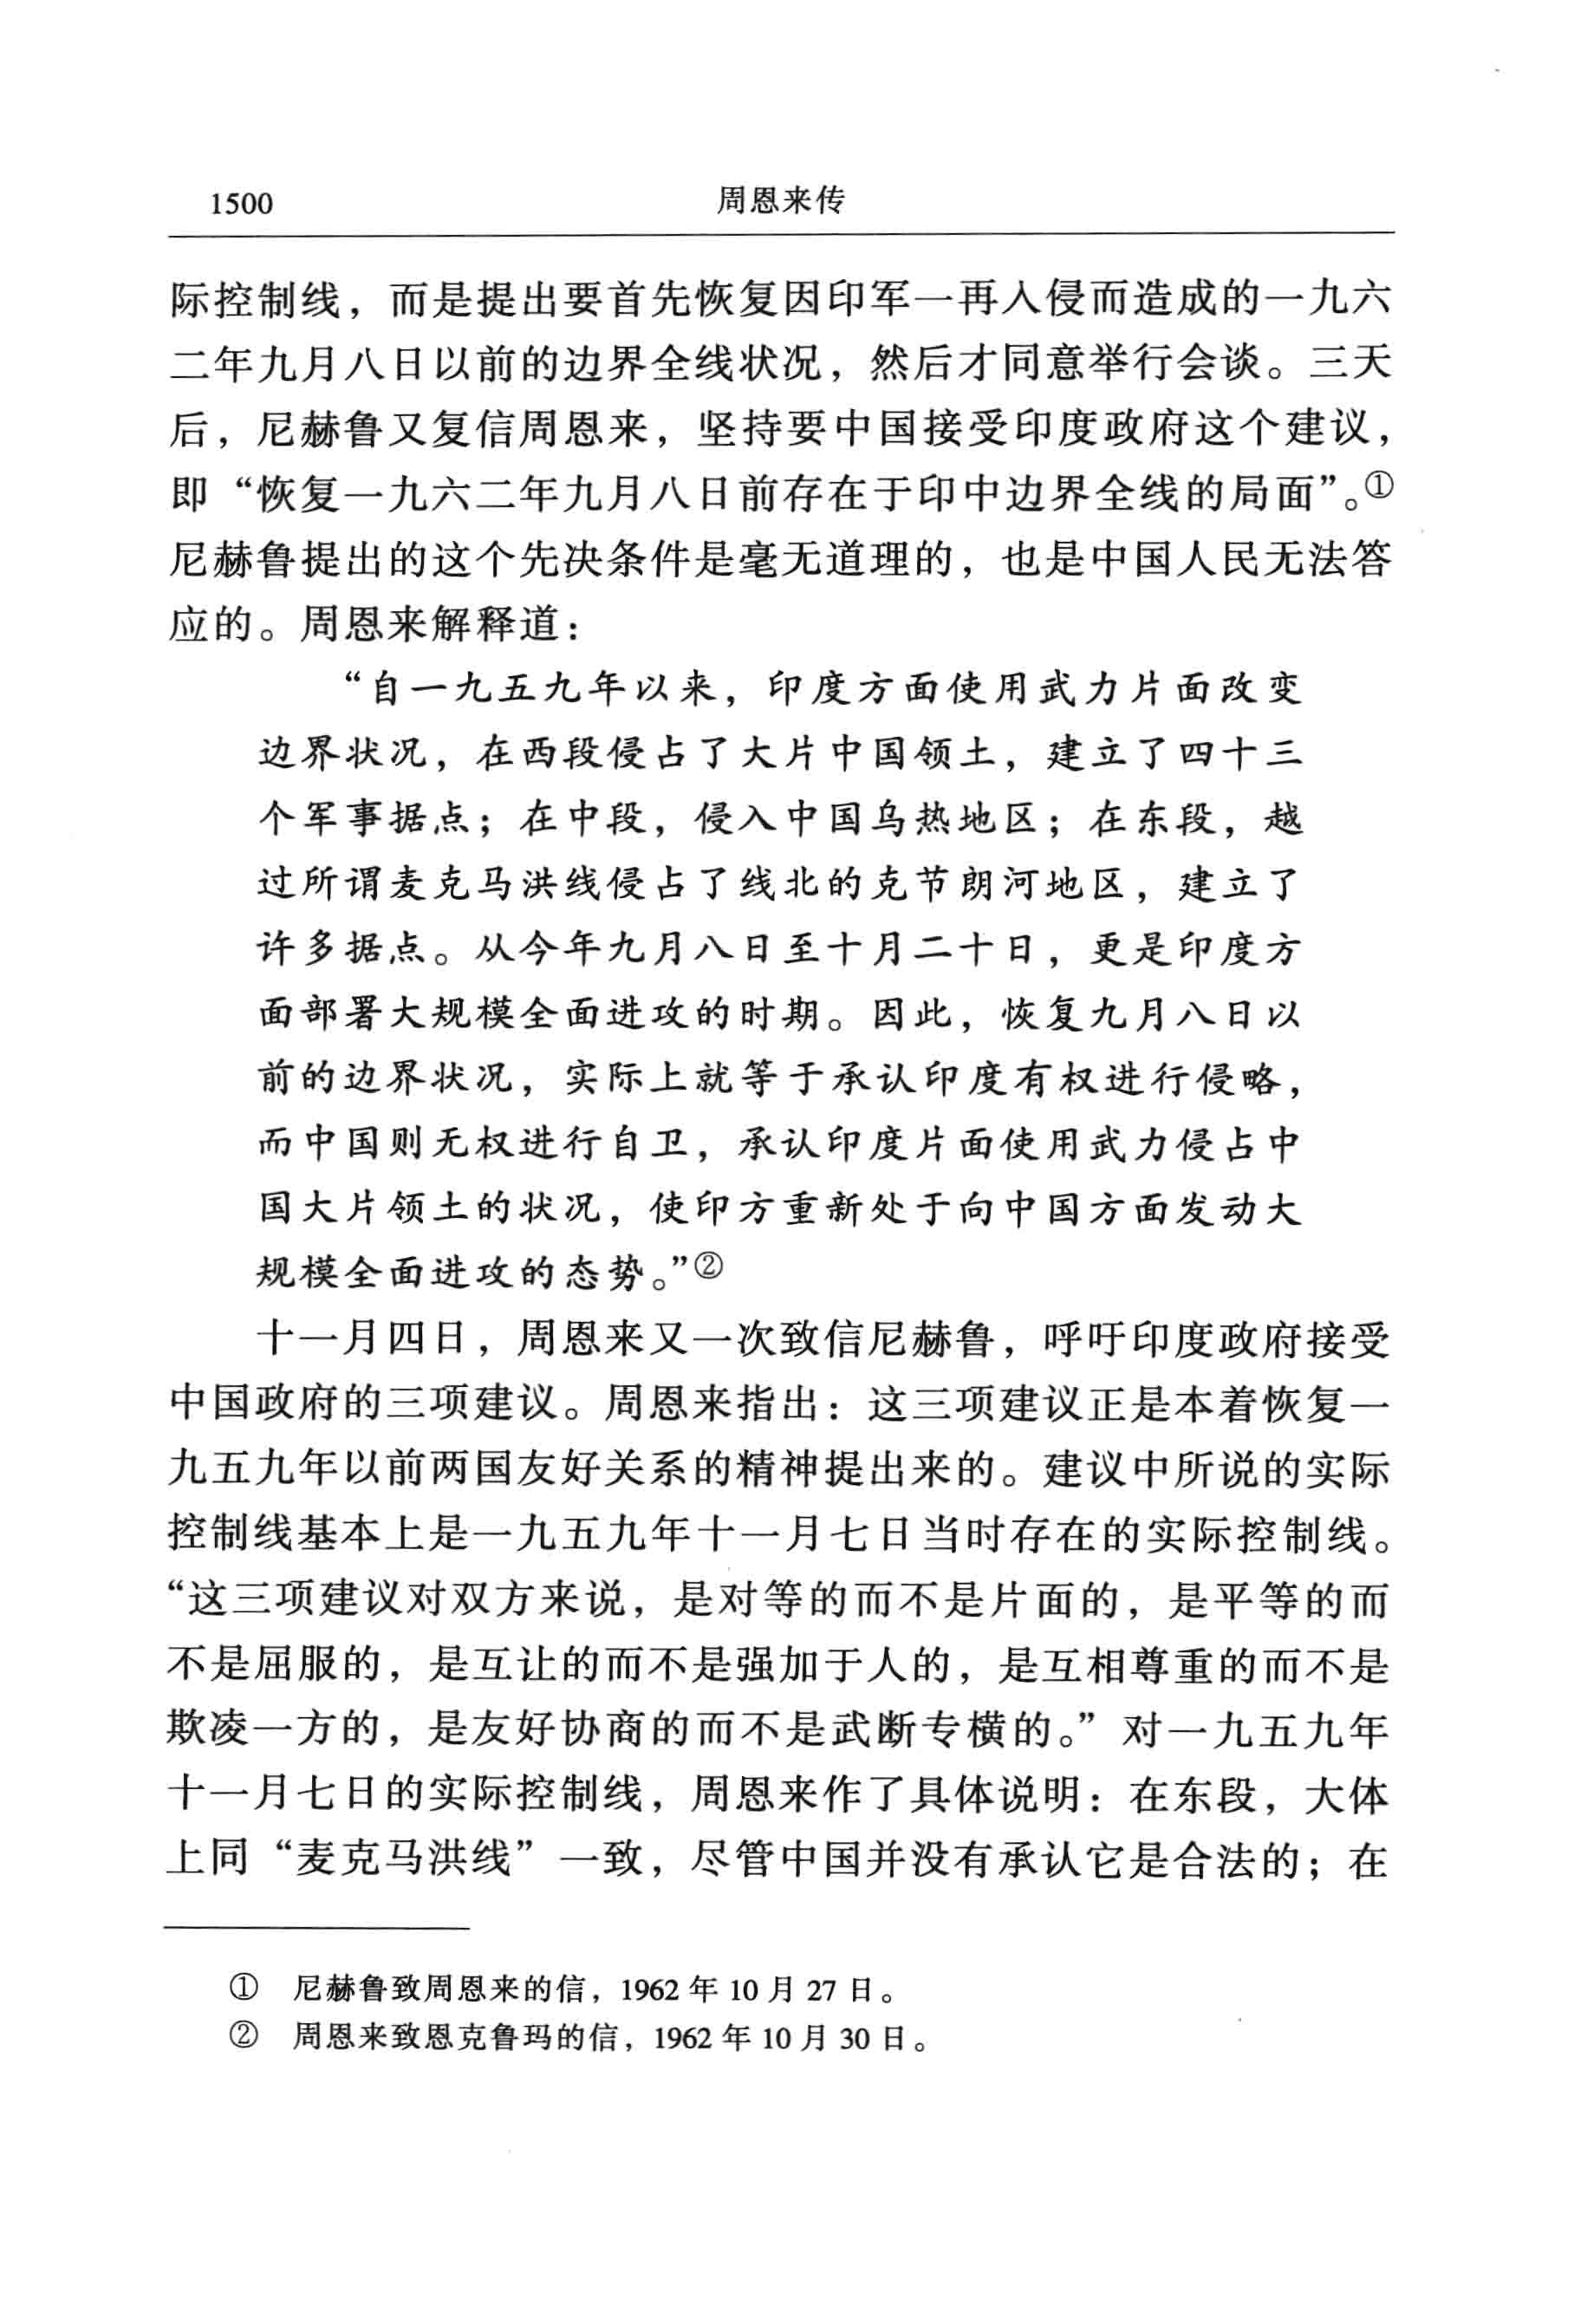 1500 周恩来传
际控制线，而是提出要首先恢复因印军一再入侵而造成的一九六
二年九月八日以前的边界全线状况，然后才同意举行会谈。三天
后，尼赫鲁又复信周恩来，坚持要中国接受印度政府这个建议，
即“恢复一九六二年九月八日前存在于印中边界全线的局面”。①
尼赫鲁提出的这个先决条件是毫无道理的，也是中国人民无法答
应的。周恩来解释道：
“自一九五九年以来，印度方面使用武力片面改变
边界状况，在西段侵占了大片中国领土，建立了四十三
个军事据点；在中段，侵入中国乌热地区；在东段，越
过所谓麦克马洪线侵占了线北的克节朗河地区，建立了
许多据点。从今年九月八日至十月二十日，更是印度方
面部署大规模全面进攻的时期。因此，恢复九月八日以
前的边界状况，实际上就等于承认印度有权进行侵略，
而中国则无权进行自卫，承认印度片面使用武力侵占中
国大片领土的状况，使印方重新处于向中国方面发动大
规模全面进攻的态势。”②
十一月四日，周恩来又一次致信尼赫鲁，呼吁印度政府接受
中国政府的三项建议。周恩来指出：这三项建议正是本着恢复一
九五九年以前两国友好关系的精神提出来的。建议中所说的实际
控制线基本上是一九五九年十一月七日当时存在的实际控制线。
“这三项建议对双方来说，是对等的而不是片面的，是平等的而
不是屈服的，是互让的而不是强加于人的，是互相尊重的而不是
欺凌一方的，是友好协商的而不是武断专横的。”对一九五九年
十一月七日的实际控制线，周恩来作了具体说明：在东段，大体
上同“麦克马洪线”一致，尽管中国并没有承认它是合法的；在
① 尼赫鲁致周恩来的信，1962 年 10 月 27 日。
② 周恩来致恩克鲁玛的信，1962 年 10 月 30 日。